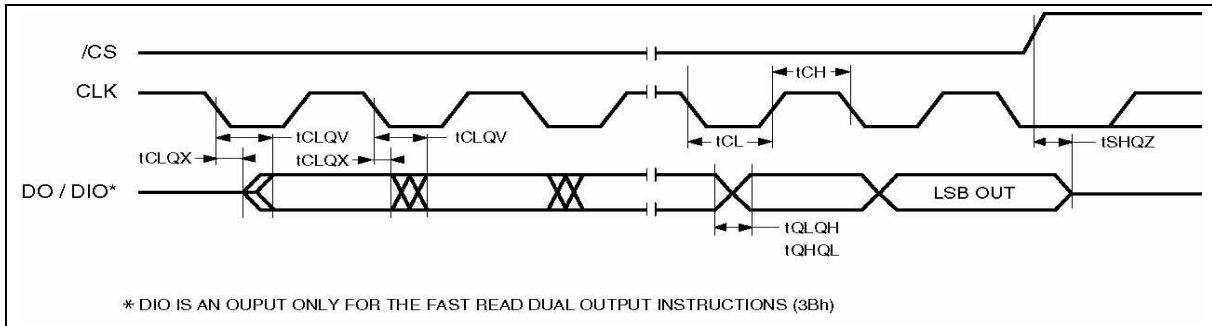 /CS
tCH
CLK
tCLQV
tCLQV
tCL
tSHQZ
tCLQX
tCLQX
DO / DIO*
LSB OUT
tQLQH
tQHQL
* DIO IS AN OUPUT ONLY FOR THE FAST READ DUAL OUTPUT INSTRUCTIONS (3Bh)